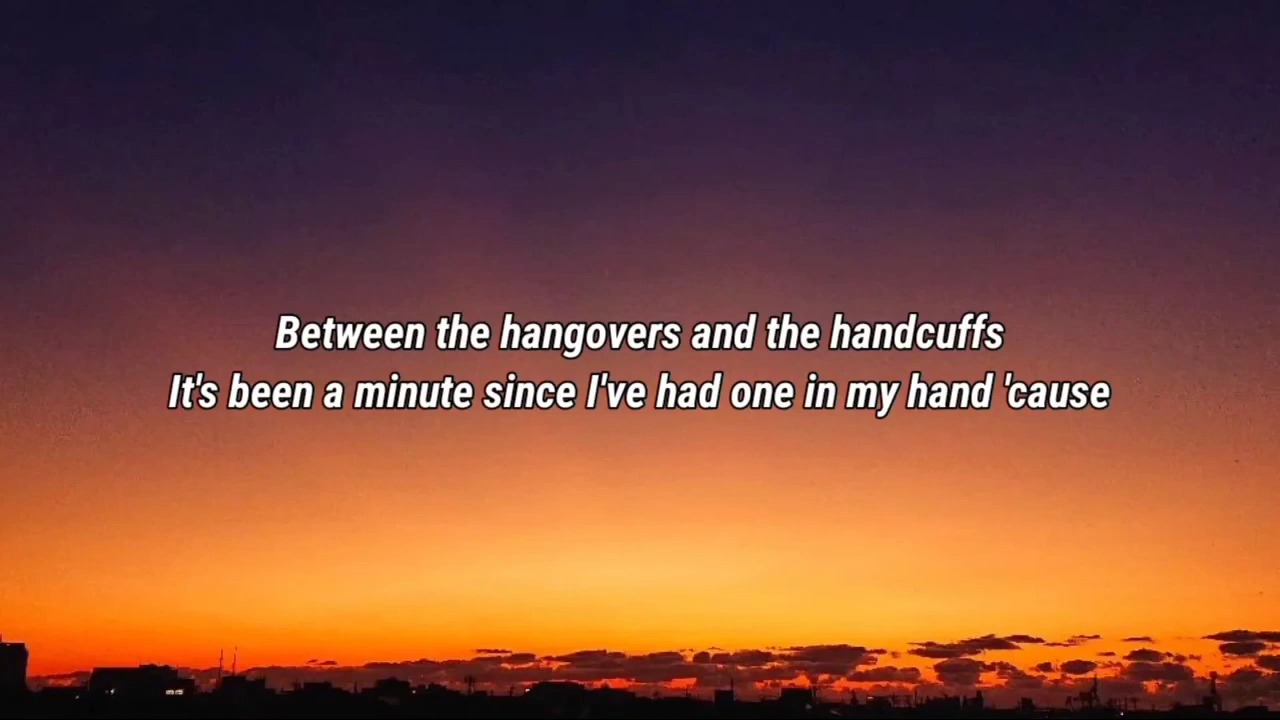 Between the hangovers and the handcuffs
It's been a minute since I've had one in my hand 'cause